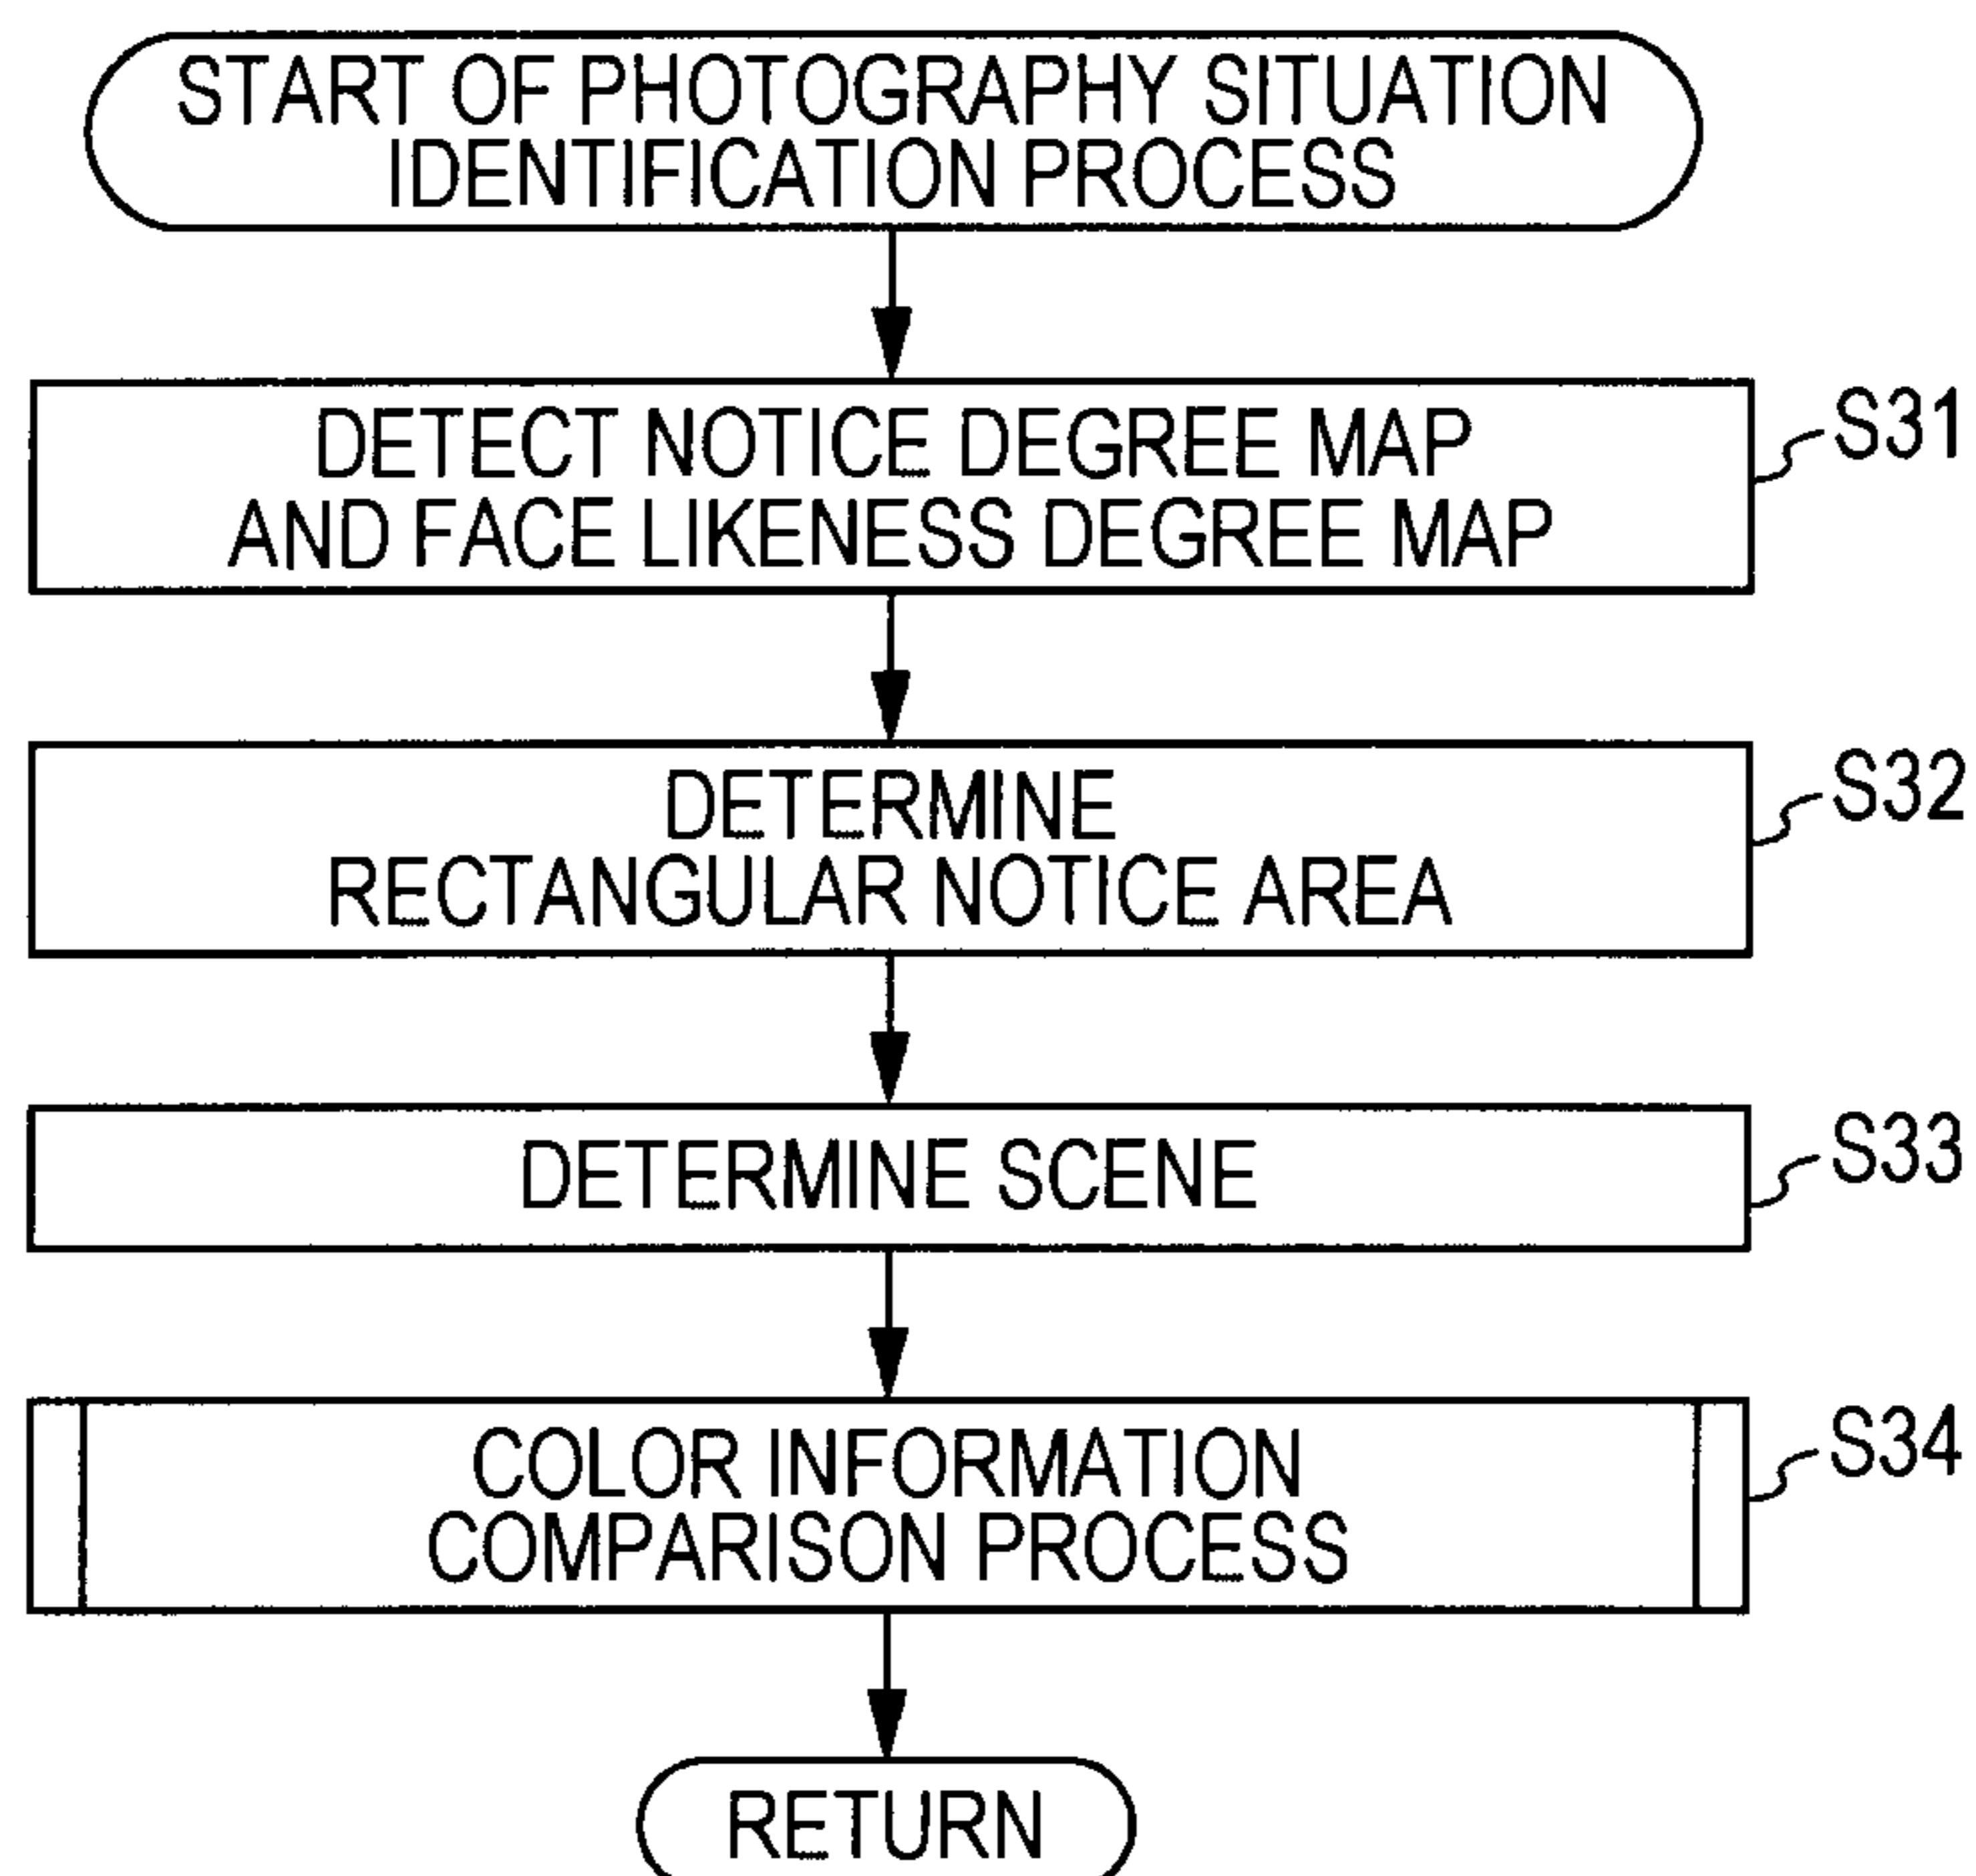 START OF PHOTOGRAPHY SITUATION
IDENTIFICATION PROCESS
DETECT NOTICE DEGREE MAP
AND FACE LIKENESS DEGREE MAP
S31
DETERMINE
RECTANGULAR NOTICE AREA
S32
DETERMINE SCENE
S33
COLOR INFORMATION
COMPARISON PROCESS
S34
RETURN